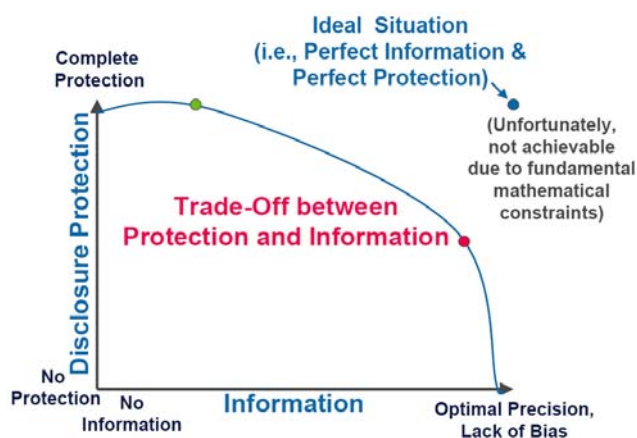 Ideal Situation
(i.e., Perfect Information &
Perfect Protection)
(Unfortunately,
not achievable
due to fundamental
mathematical
constraints)
Complete
Protection
Disclosure Protection
Trade-Off between
Protection and Information
No
Protection
No
Information
Information
Optimal Precision,
Lack of Bias